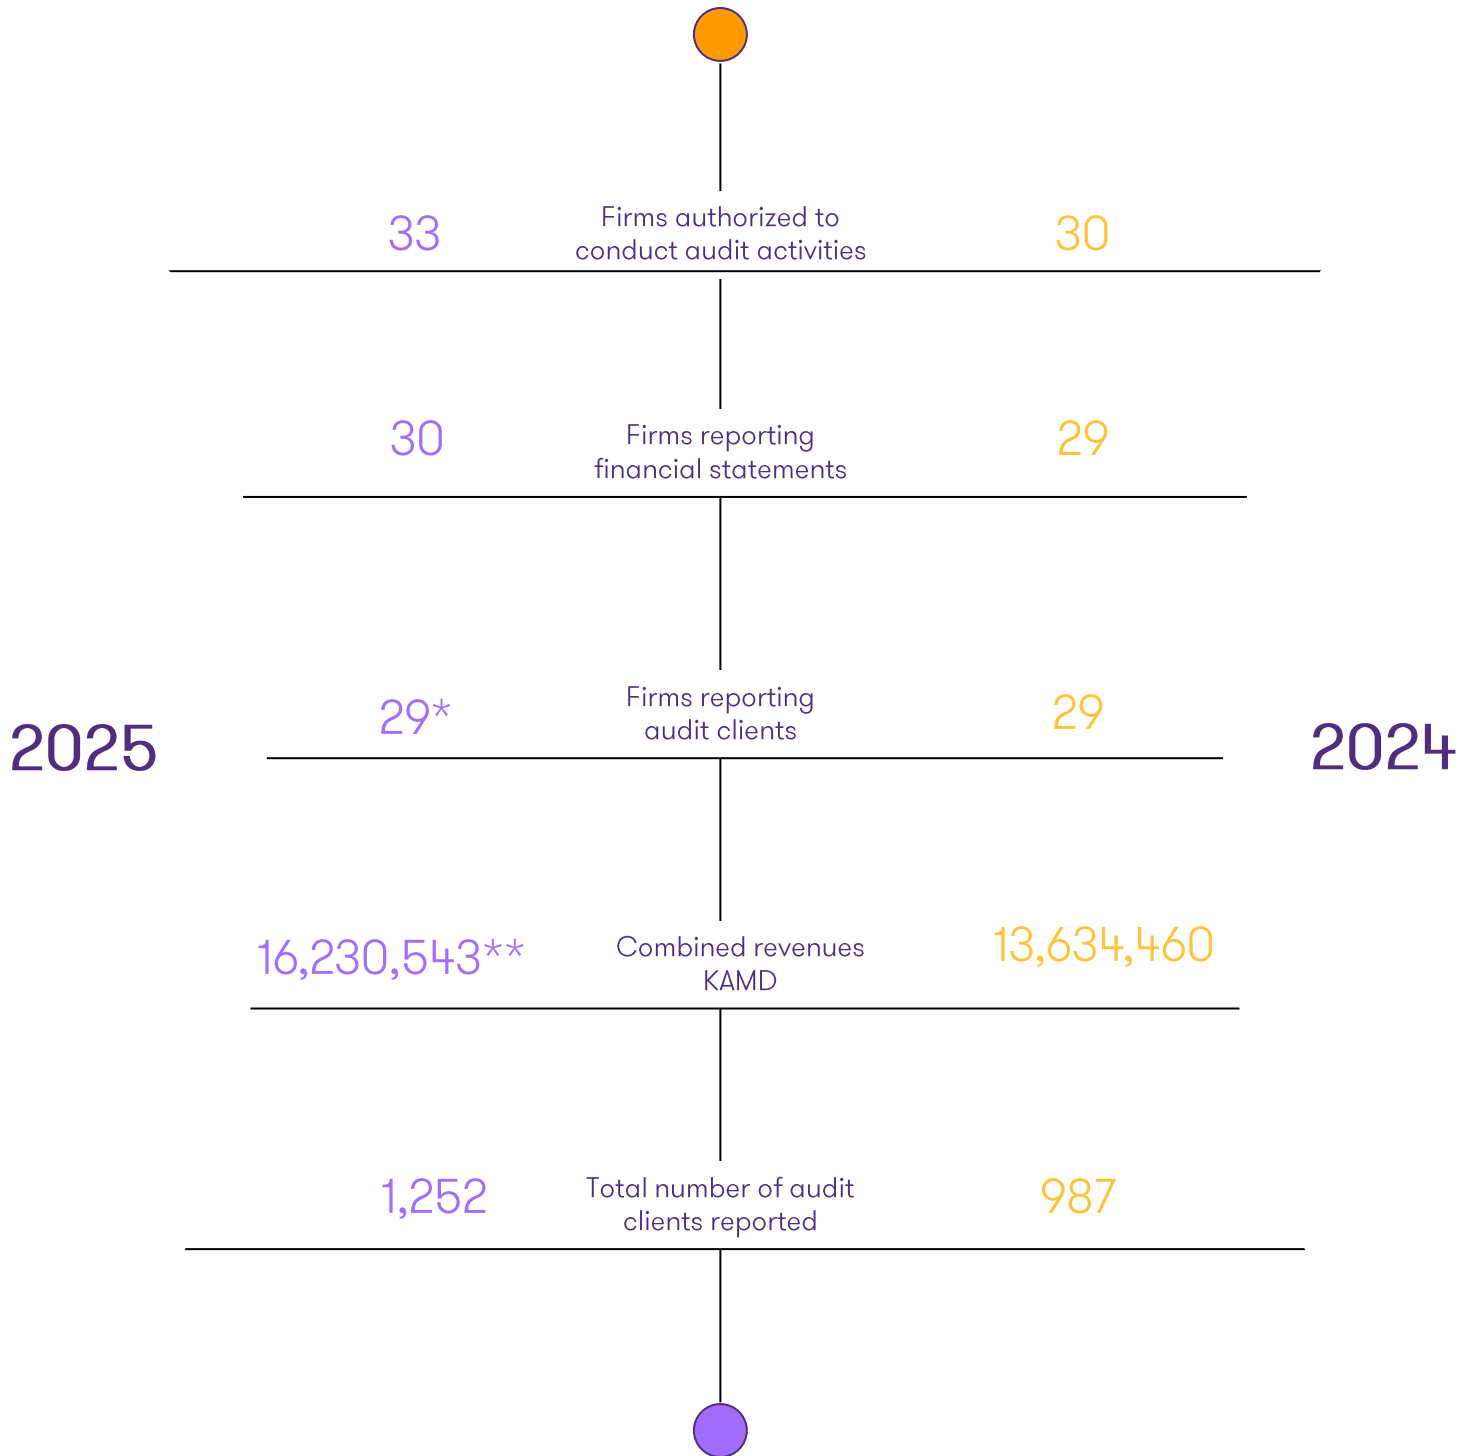 33
Firms authorized to
conduct audit activities
30
30
Firms reporting
financial statements
29
29*
Firms reporting
audit clients
29
2025
2024
16,230,543**
Combined revenues
KAMD
13,634,460
1,252
Total number of audit
clients reported
987